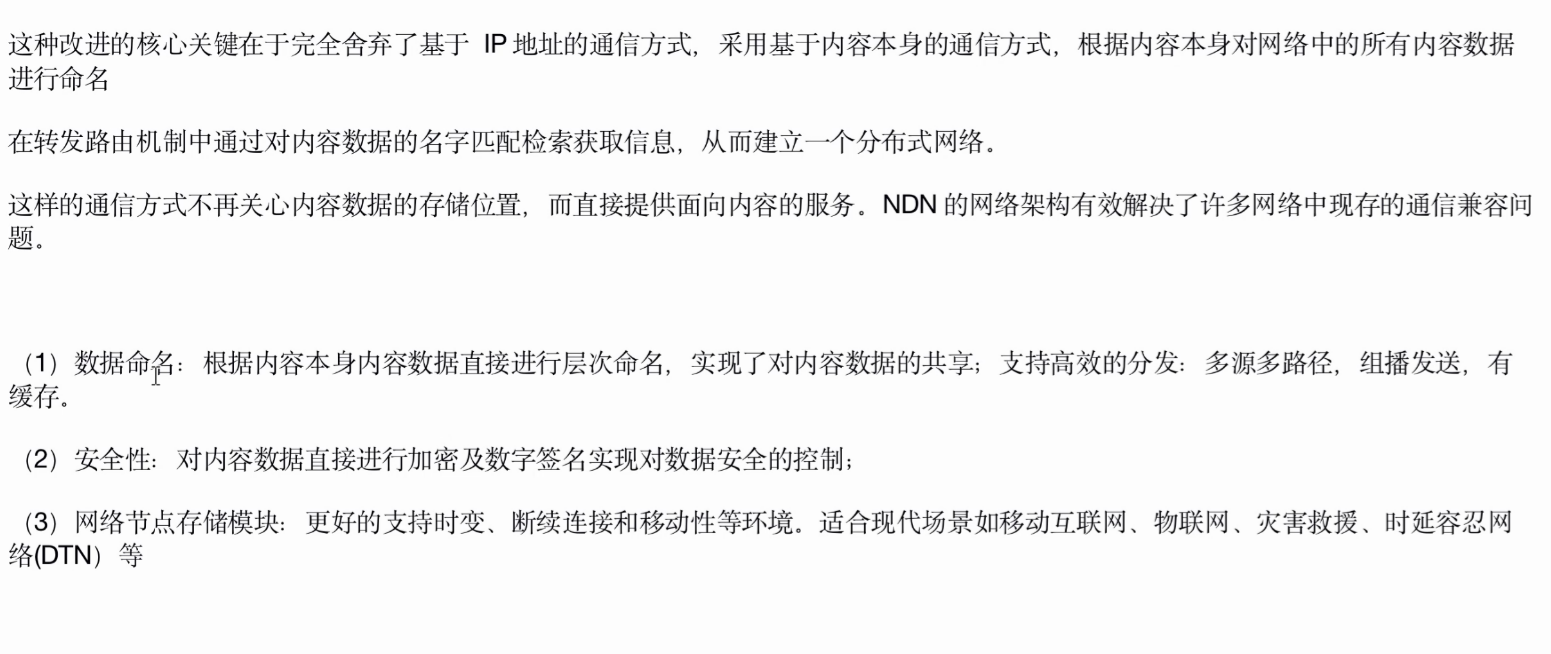 这种改进的核心关键在于完全舍弃了基于 IP 地址的通信方式，采用基于内容本身的通信方式，根据内容本身对网络中的所有内容数据
进行命名
在转发路由机制中通过对内容数据的名字匹配检索获取信息，从而建立一个分布式网络。
这样的通信方式不再关心内容数据的存储位置，而直接提供面向内容的服务。NDN 的网络架构有效解决了许多网络中现存的通信兼容问
题。
（1）数据命名：根据内容本身内容数据直接进行层次命名，实现了对内容数据的共享；支持高效的分发：多源多路径，组播发送，有
缓存。
（2）安全性：对内容数据直接进行加密及数字签名实现对数据安全的控制；
（3）网络节点存储模块：更好的支持时变、断续连接和移动性等环境。适合现代场景如移动互联网、物联网、灾害救援、时延容忍网
络(DTN）等